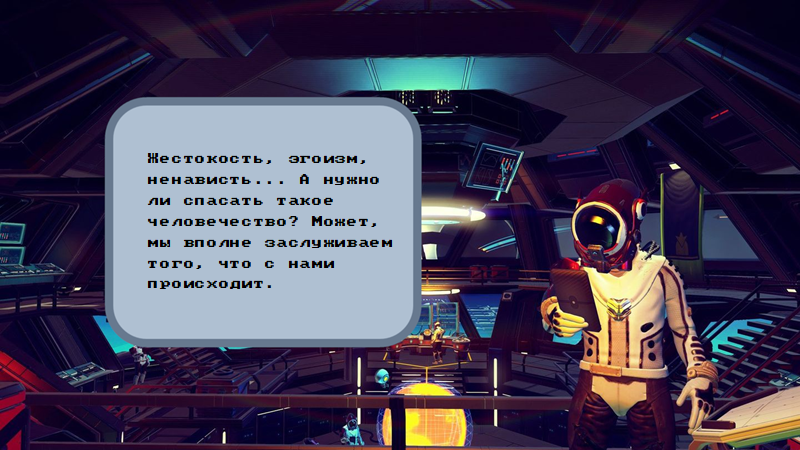 Жестокость, эгоизм,
ненависть... А нужно
ли спасать такое
человечество? Может,
мы вполне заслуживаем
того, что с нами
происходит.